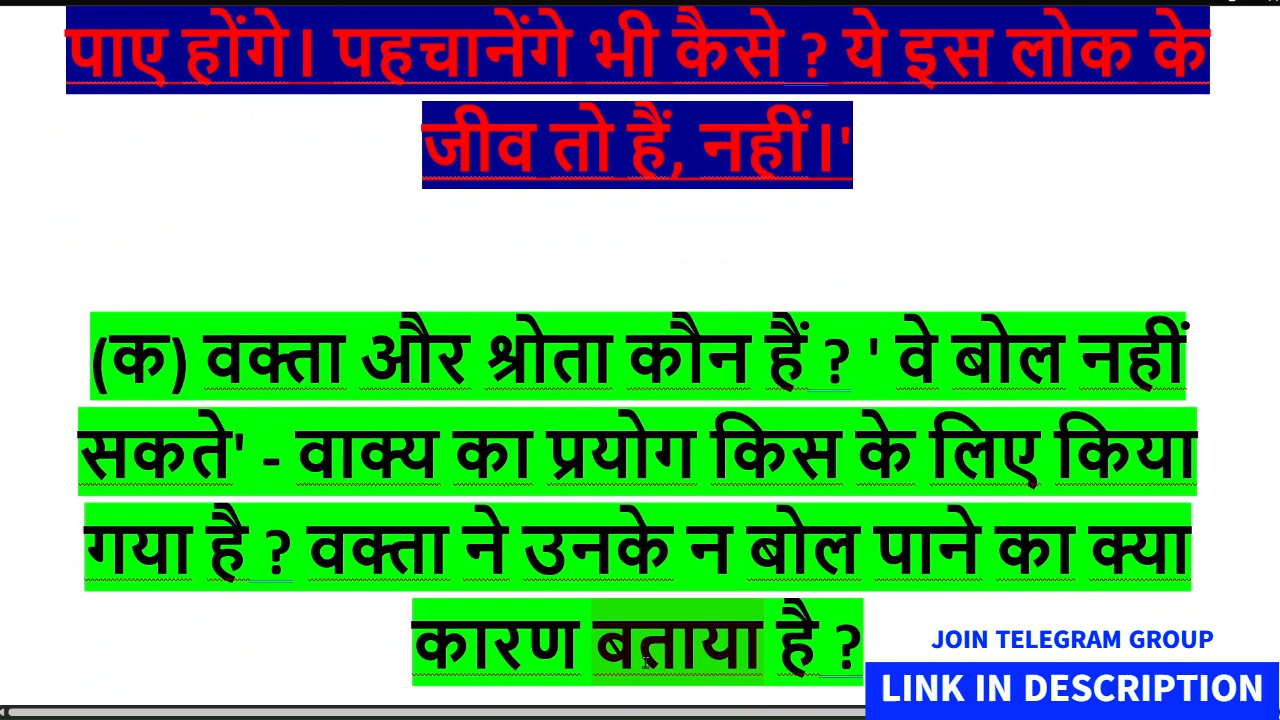 पाए होंगे। पहचानेंगे भी कैसे ? ये इस लोक के
जीव तो हैं, नहीं।'
(क) वक्ता और श्रोता कौन हैं ? ' वे बोल नहीं
सकते' - वाक्य का प्रयोग किस के लिए किया
गया है ? वक्ता ने उनके न बोल पाने का क्या
कारण बताया है ?
JOIN TELEGRAM GROUP
LINK IN DESCRIPTION